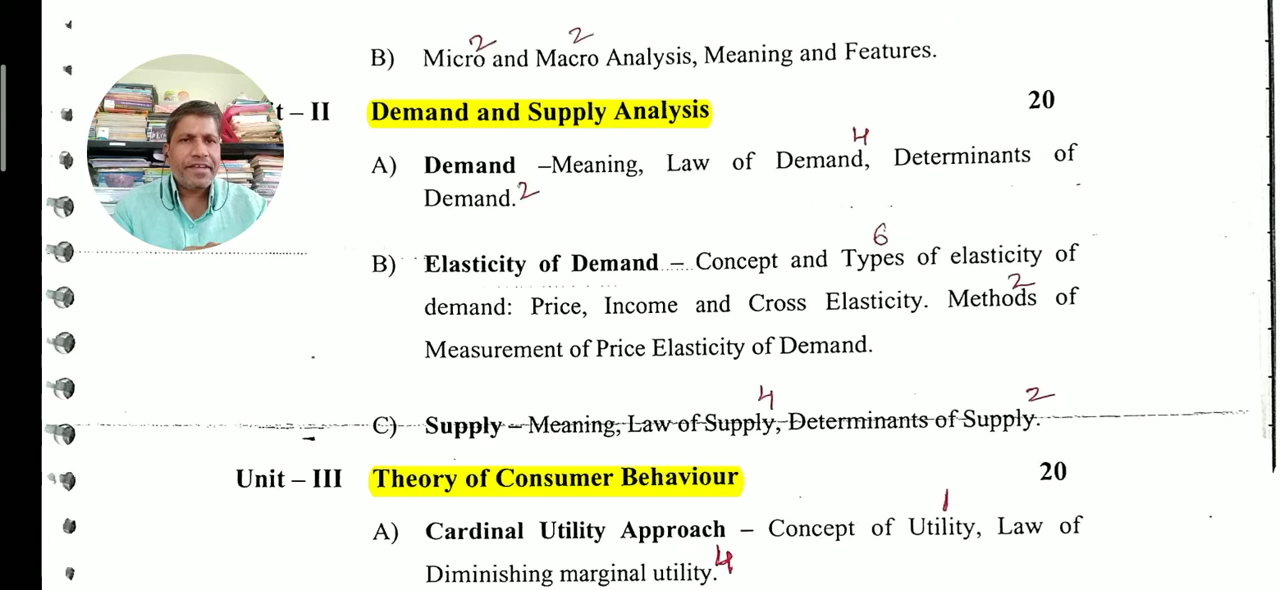 2 2
B) Micro and Macro Analysis, Meaning and Features.
t – II Demand and Supply Analysis 20
4
A) Demand –Meaning, Law of Demand, Determinants of
Demand. 2
6
B) Elasticity of Demand – Concept and Types of elasticity of
2
demand: Price, Income and Cross Elasticity. Methods of
Measurement of Price Elasticity of Demand.
4 2
C) Supply – Meaning, Law of Supply, Determinants of Supply.
Unit – III Theory of Consumer Behaviour 20
1
A) Cardinal Utility Approach – Concept of Utility, Law of
Diminishing marginal utility. 4